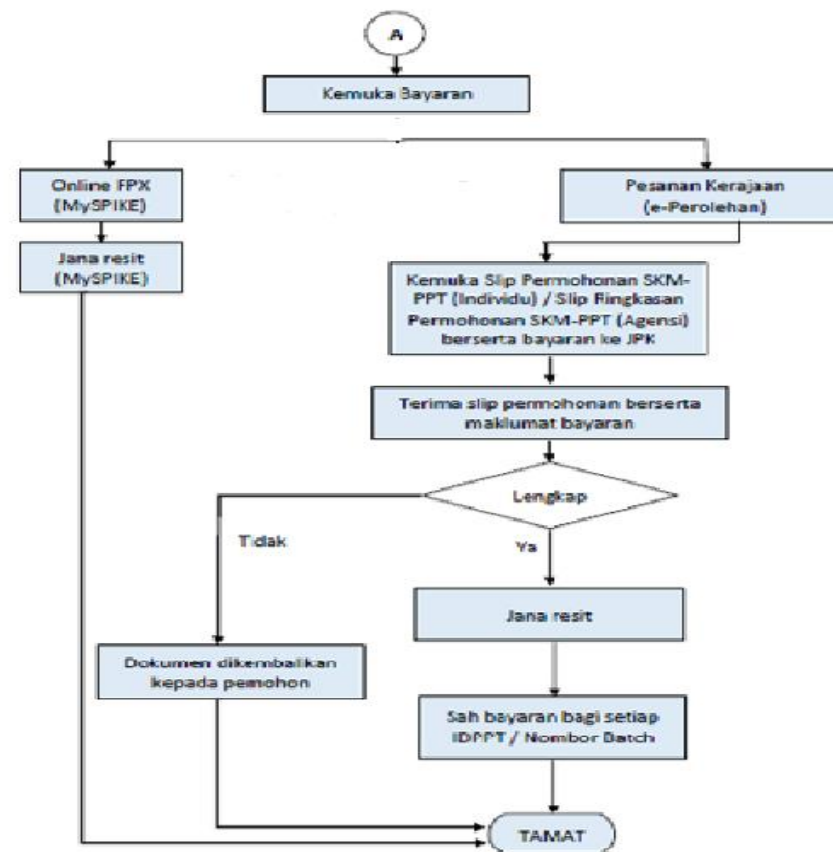 A
Kemuka Bayaran
Online FPX
(MySPIKE)
Pesanan Kerajaan
(e-Perolehan)
Jana resit
(MySPIKE)
Kemuka Slip Permohonan SKM-
PPT (Individu) / Slip Ringkasan
Permohonan SKM-PPT (Agensi)
berserta bayaran ke JPK
Terima slip permohonan berserta
maklumat bayaran
Lengkap
Tidak
Ya
Jana resit
Dokumen dikembalikan
kepada pemohon
Sah bayaran bagi setiap
IDPPT / Nombor Batch
TAMAT